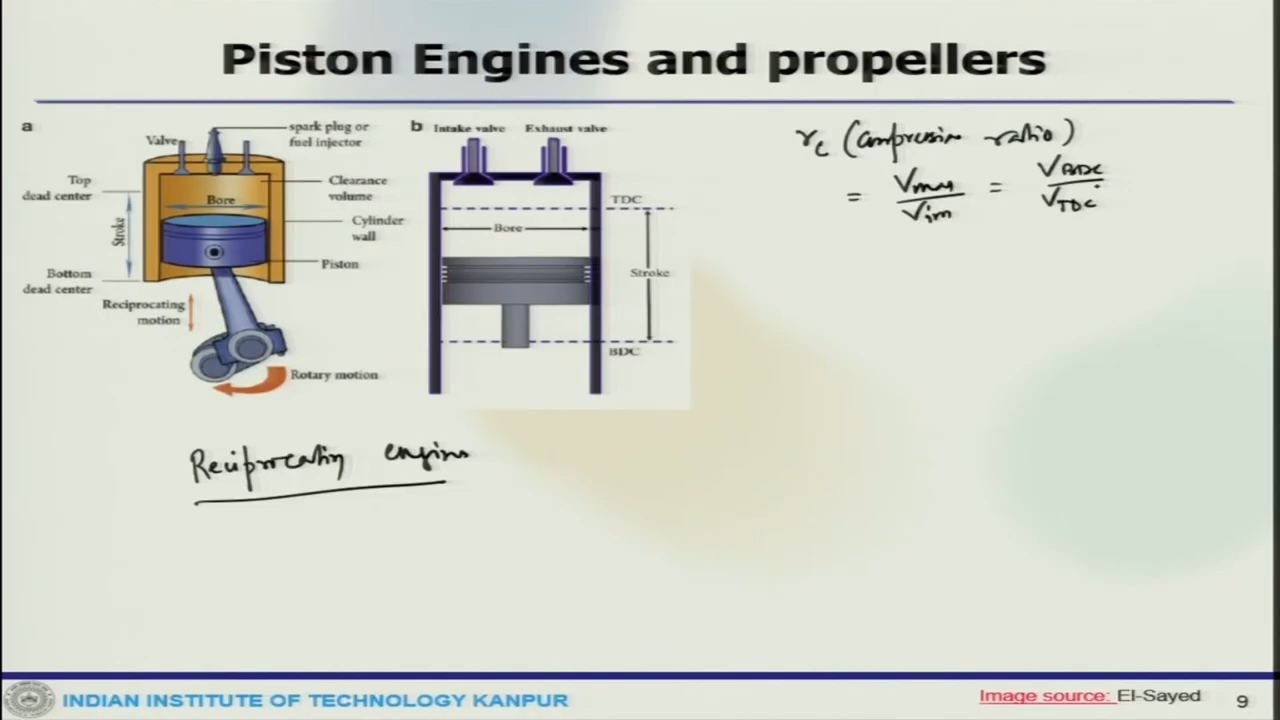 Piston Engines and propellers
a
Valve
spark plug or
fuel injector
Top
dead center
Clearance
volume
Bore
Stroke
Cylinder
wall
Piston
Bottom
dead center
Reciprocating
motion
Rotary motion
b
Intake valve
Exhaust valve
TDC
Bore
Stroke
BDC
rc (compression ratio)
= Vmax / = VBDC /
VTDC
Reciprocating engine
INDIAN INSTITUTE OF TECHNOLOGY KANPUR
Image source: El-Sayed
9